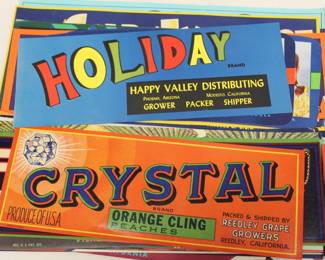 HOLIDAY
BRAND
HAPPY VALLEY DISTRIBUTING
PHOENIX, ARIZONA MODESTO, CALIFORNIA
GROWER PACKER SHIPPER
CRYSTAL
BRAND
PRODUCE OF U.S.A.
ORANGE CLING
PEACHES
PACKED & SHIPPED BY
REEDLEY GRAPE
GROWERS
REEDLEY, CALIFORNIA.